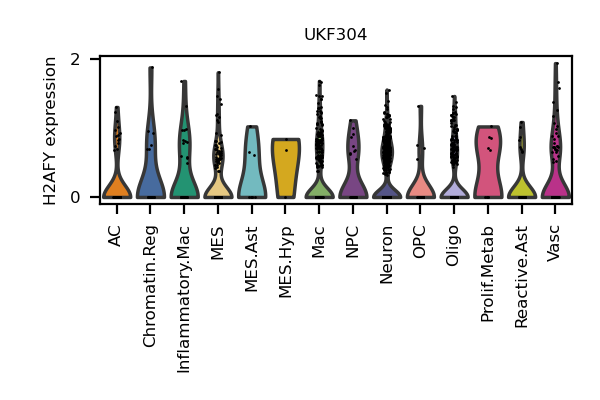 UKF304
H2AFY expression
2
0
AC
Chromatin.Reg
Inflammatory.Mac
MES
MES.Ast
MES.Hyp
Mac
NPC
Neuron
OPC
Oligo
Prolif.Metab
Reactive.Ast
Vasc